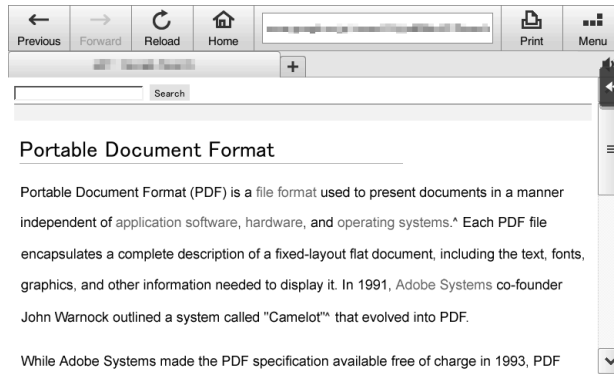 Previous
Forward
Reload
Home
Print
Menu
+
Search
Portable Document Format
Portable Document Format (PDF) is a file format used to present documents in a manner
independent of application software, hardware, and operating systems.^ Each PDF file
encapsulates a complete description of a fixed-layout flat document, including the text, fonts,
graphics, and other information needed to display it. In 1991, Adobe Systems co-founder
John Warnock outlined a system called "Camelot"^ that evolved into PDF.
While Adobe Systems made the PDF specification available free of charge in 1993, PDF